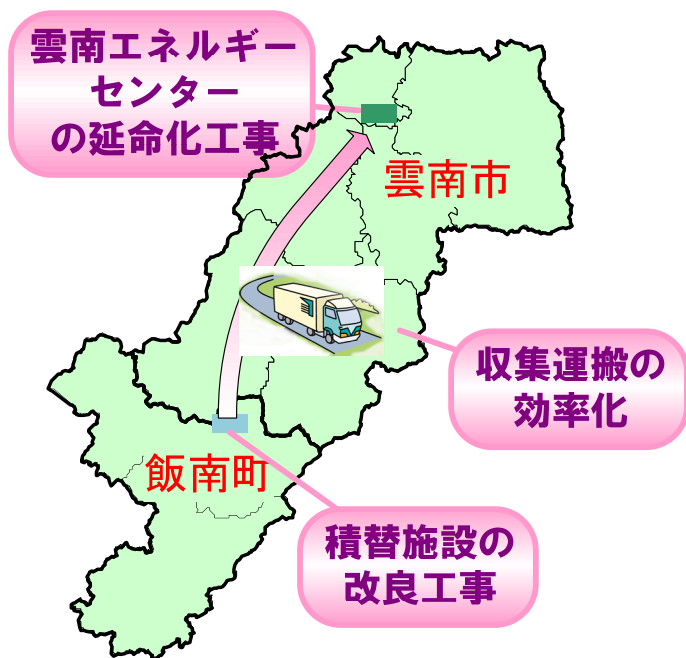 雲南エネルギー
センター
の延命化工事
雲南市
収集運搬の
効率化
飯南町
積替施設の
改良工事